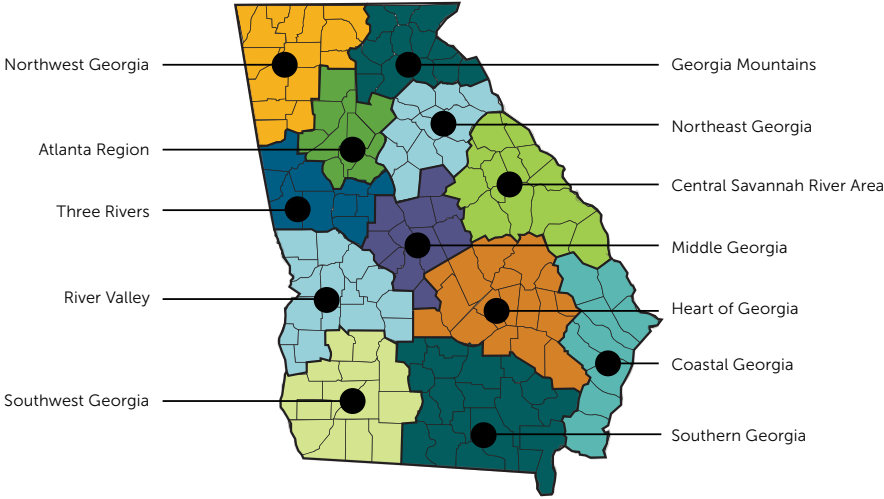 Northwest Georgia
Georgia Mountains
Northeast Georgia
Atlanta Region
Central Savannah River Area
Three Rivers
Middle Georgia
River Valley
Heart of Georgia
Coastal Georgia
Southwest Georgia
Southern Georgia